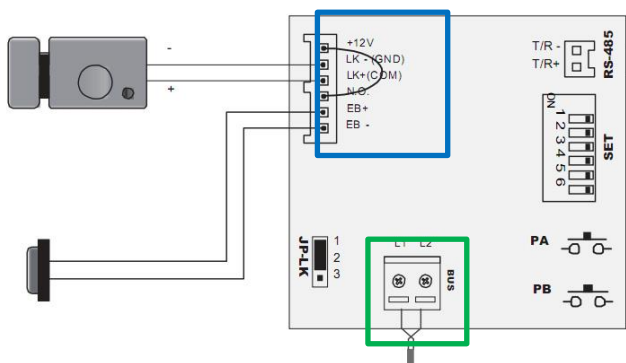 -
+
+12V
LK - (GND)
LK+(COM)
N.O.
EB+
EB -
T/R -
T/R+
RS-485
ON
1
2
3
4
5
6
SET
JP-LK
1
2
3
L1 L2
BUS
PA
PB